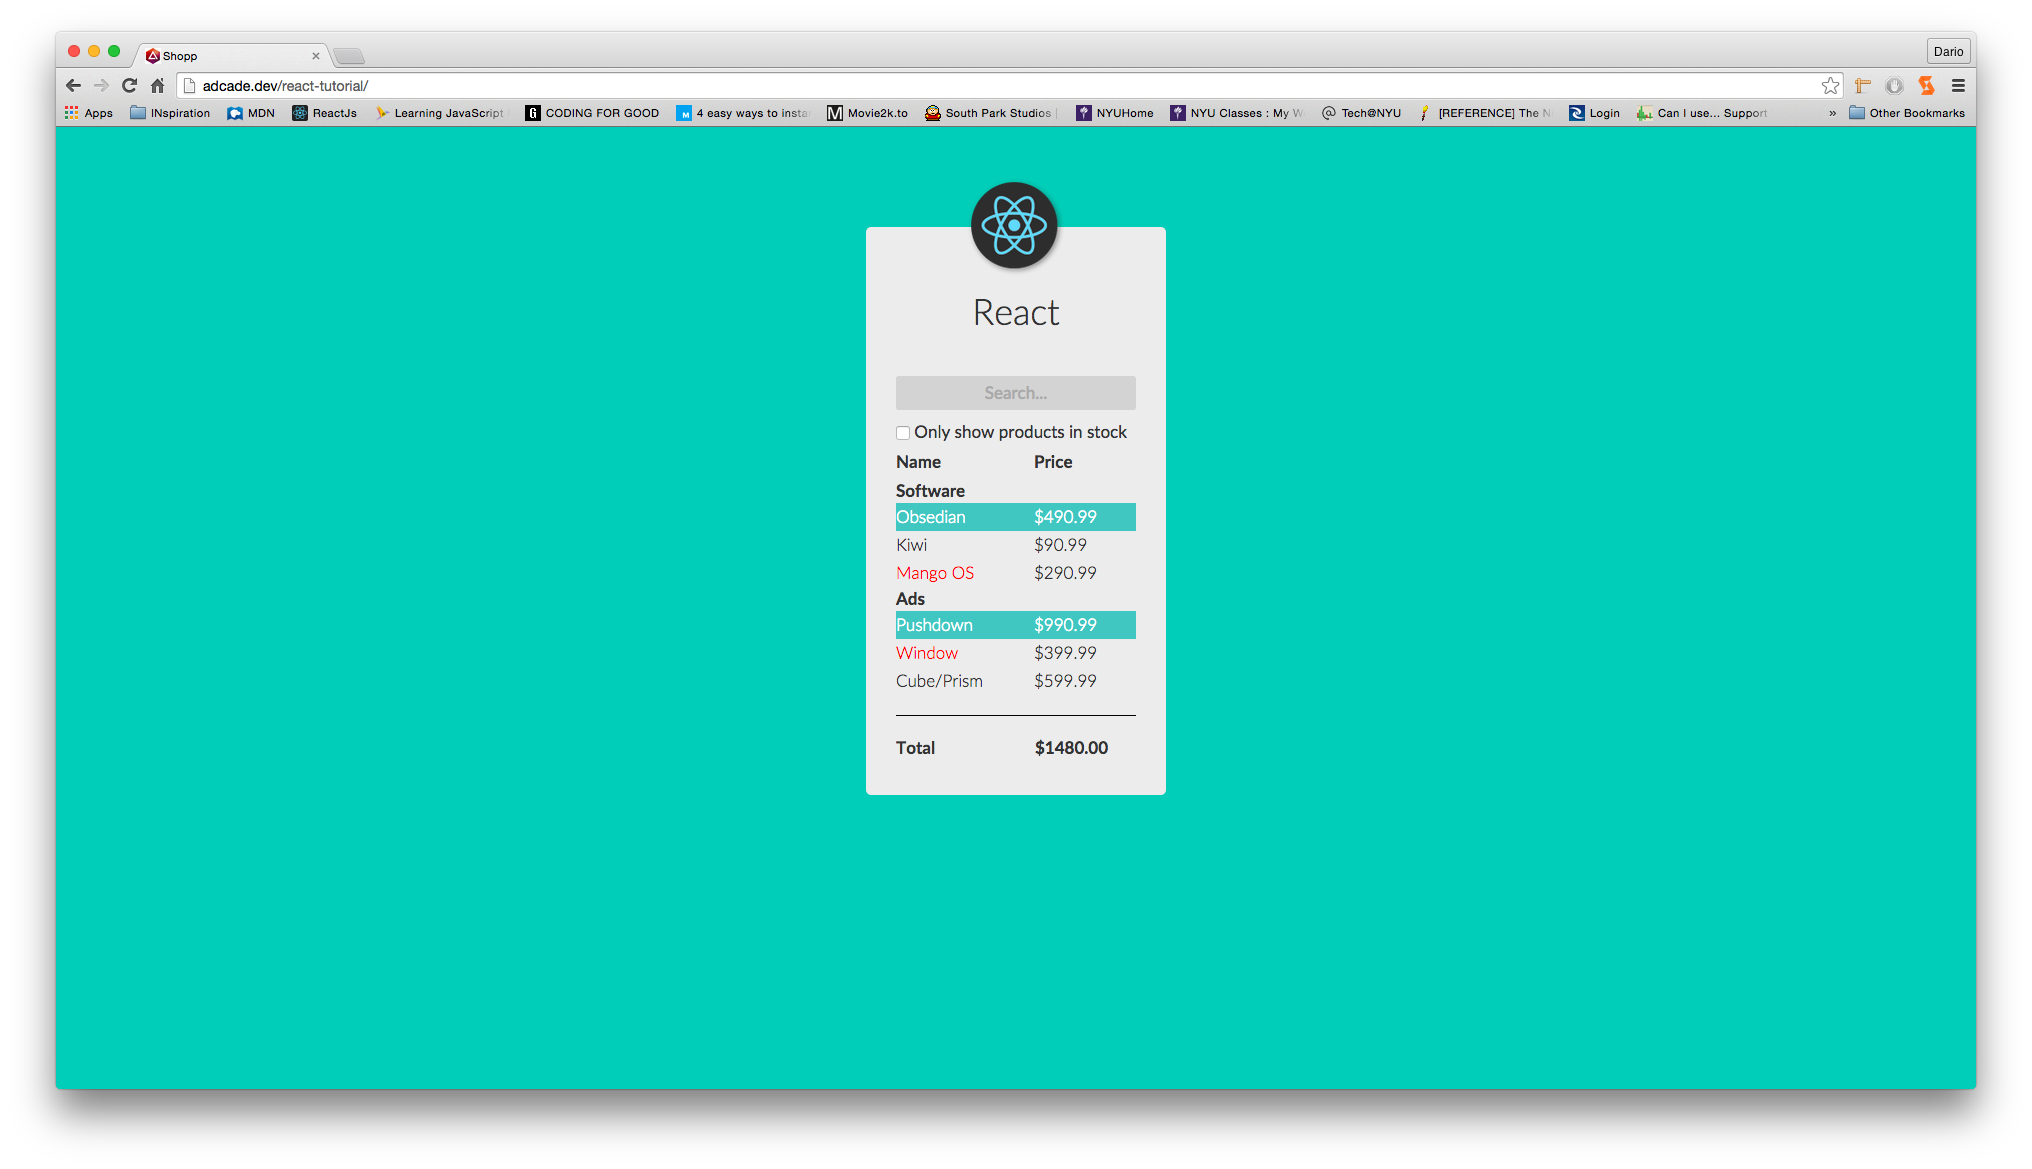 Shopp
Dario
adcade.dev/react-tutorial/
Apps INspiration MDN ReactJs Learning JavaScript CODING FOR GOOD 4 easy ways to insta Movie2k.to South Park Studios NYUHome NYU Classes : My W Tech@NYU [REFERENCE] The N Login Can I use... Support » Other Bookmarks
React
Search...
Only show products in stock
Name Price
Software
Obsedian $490.99
Kiwi $90.99
Mango OS $290.99
Ads
Pushdown $990.99
Window $399.99
Cube/Prism $599.99
Total $1480.00